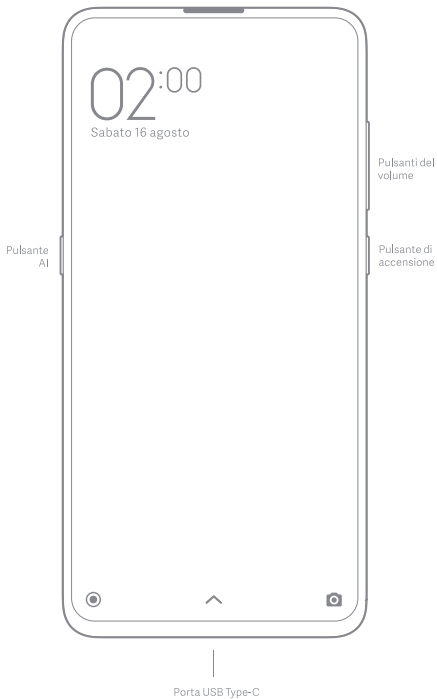 02:00
Sabato 16 agosto
Pulsanti del
volume
Pulsante
AI
Pulsante di
accensione
Porta USB Type-C